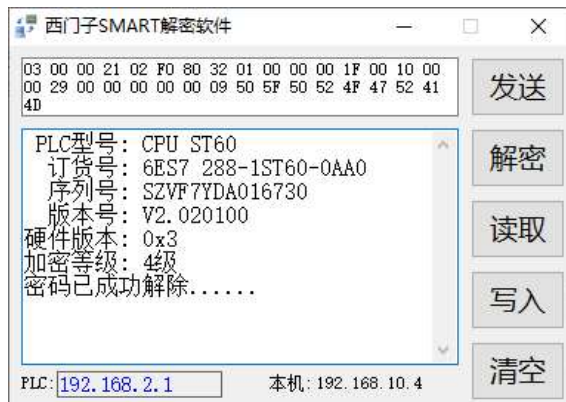 西门子SMART解密软件
03 00 00 21 02 F0 80 32 01 00 00 00 1F 00 10 00
00 29 00 00 00 00 00 09 50 5F 50 52 4F 47 52 41
4D
发送
PLC型号: CPU ST60
订货号: 6ES7 288-1ST60-0AA0
序列号: SZVF7YDA016730
版本号: V2.020100
硬件版本: 0x3
加密等级: 4级
密码已成功解除......
解密
读取
写入
清空
PLC: 192.168.2.1
本机: 192.168.10.4